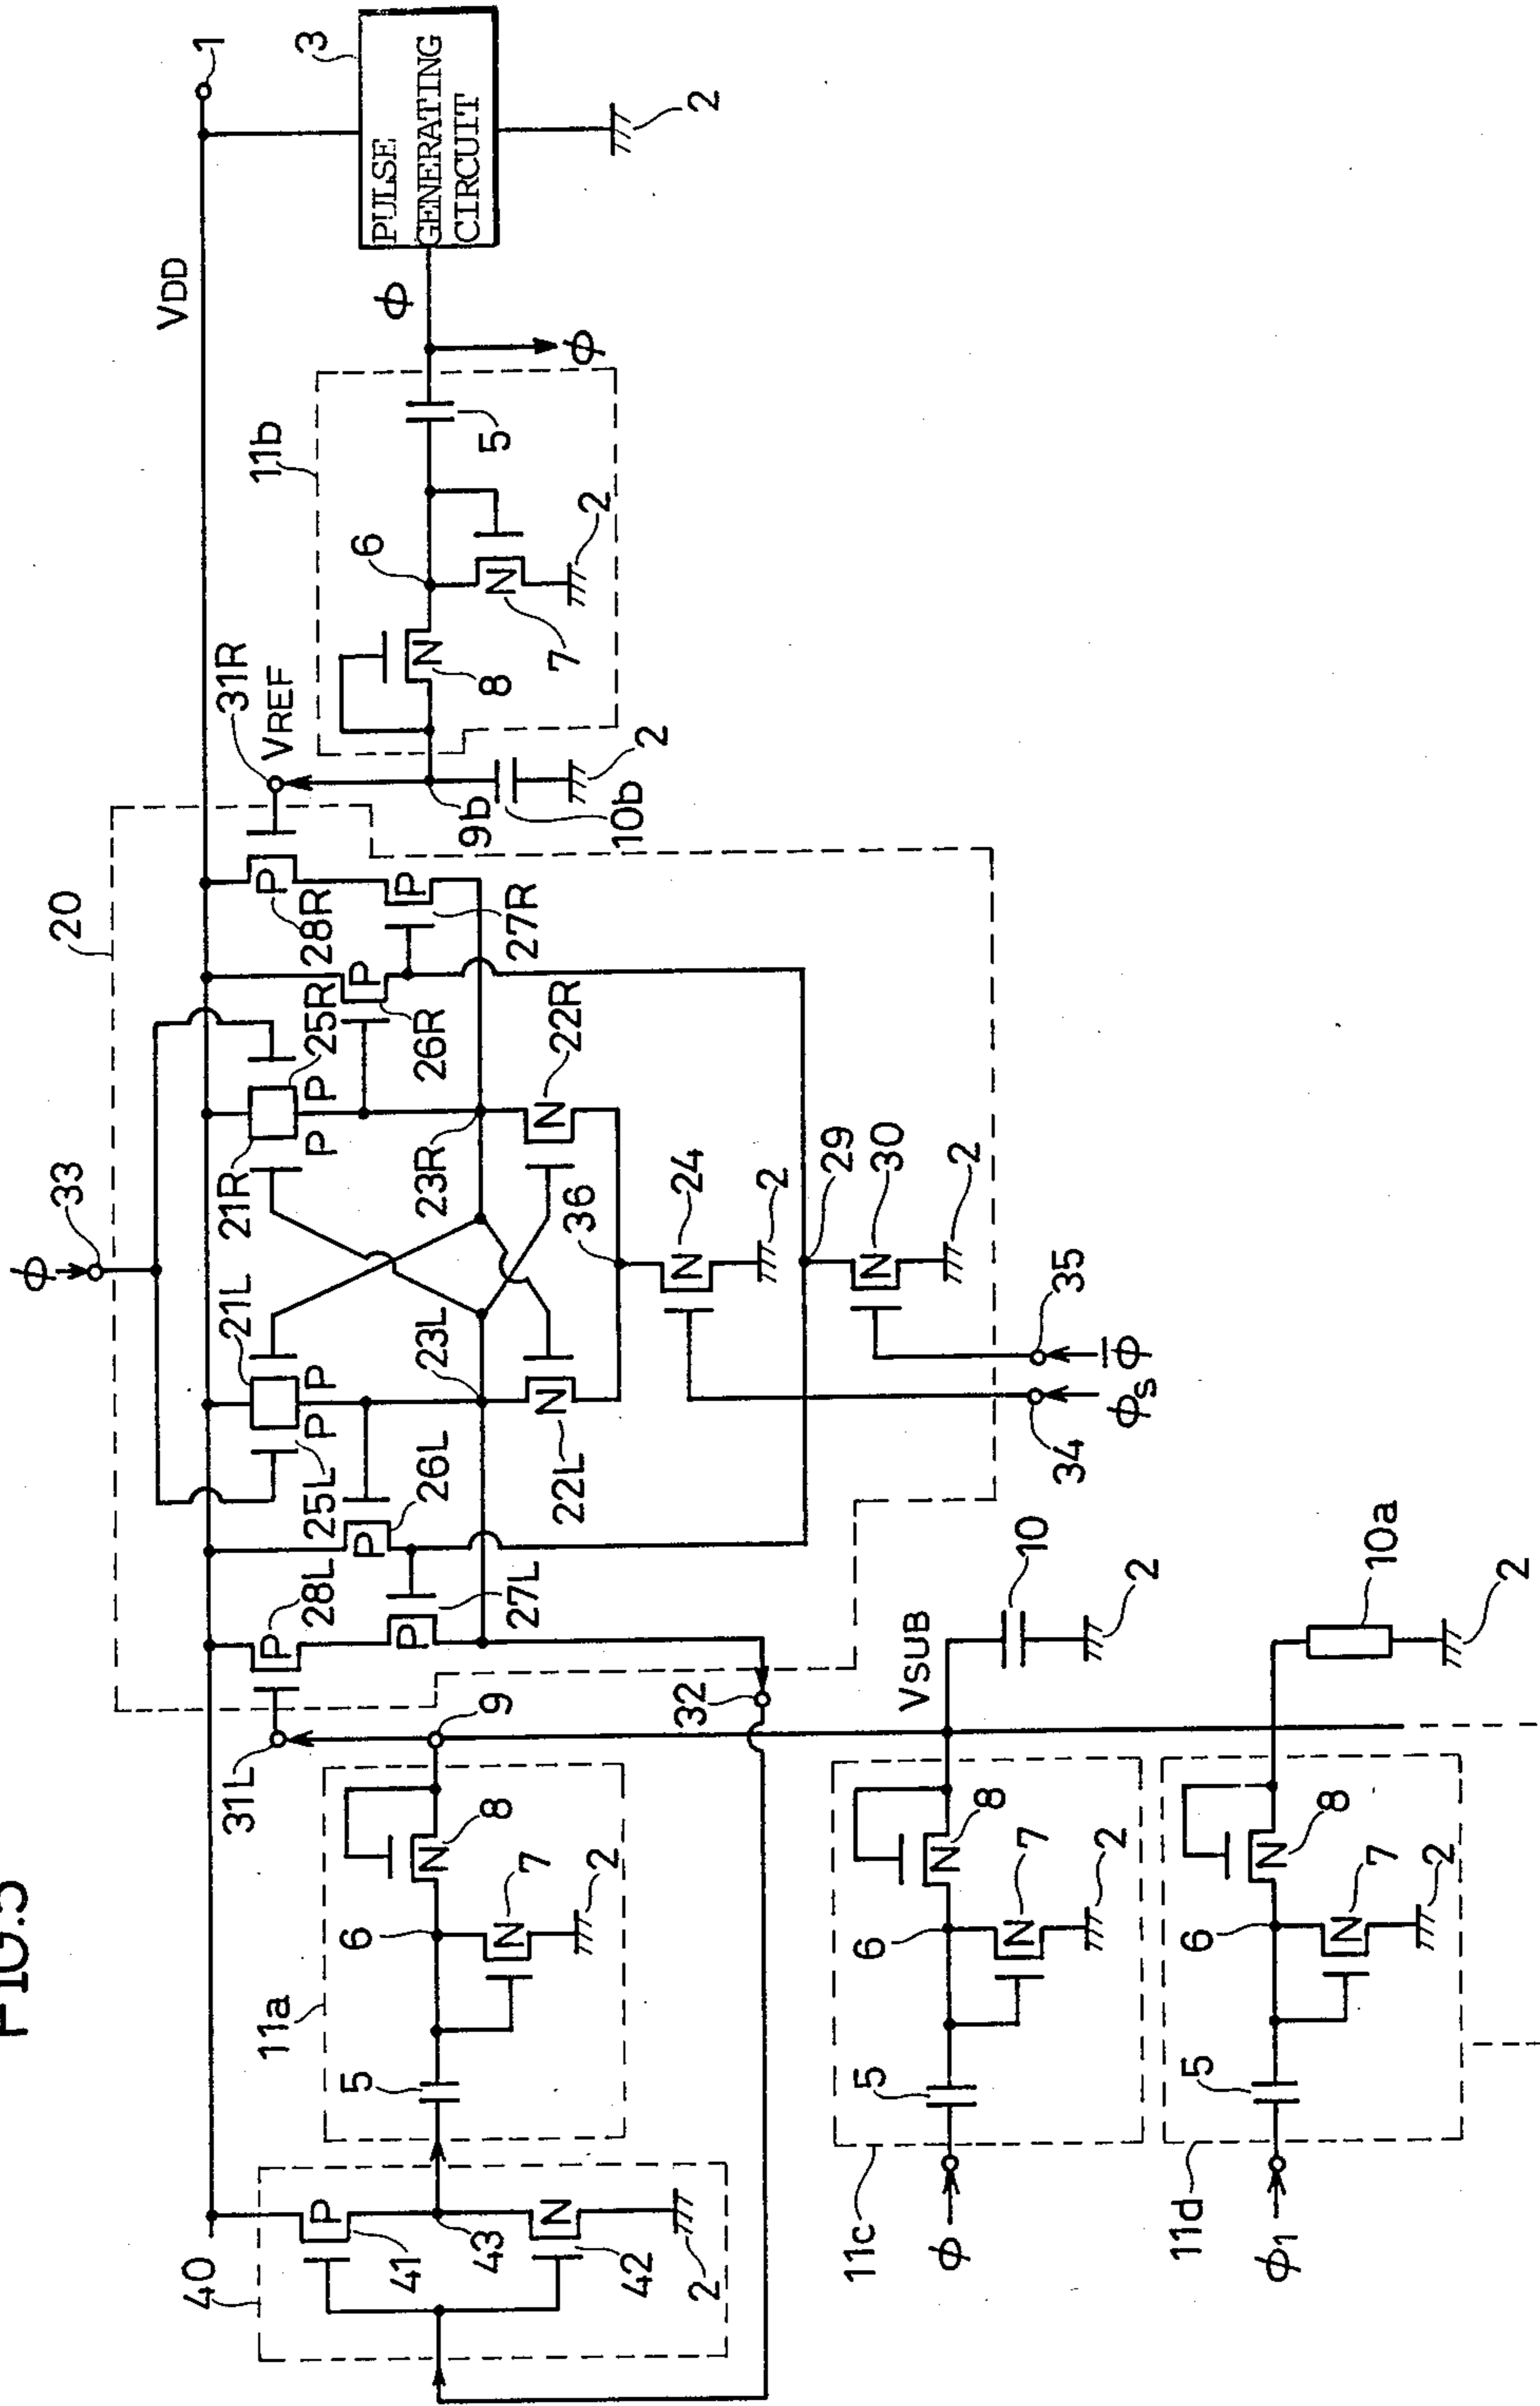 FIG.5
VDD
1
3
PULSE
GENERATING
CIRCUIT
2
ϕ
ϕ
11b
5
6
7
2
8
31R
VREF
9b
10b
2
20
33
ϕ
28R
27R
25R
26R
21R
22R
23R
21L
23L
25L
26L
22L
28L
27L
36
24
2
29
30
2
35
ϕ̅
34
ϕS
31L
9
32
11a
8
6
7
2
5
40
41
43
42
2
VSUB
10
2
11c
8
6
7
2
5
ϕ
10a
2
11d
8
6
7
2
5
ϕ1
P
P
P
P
P
P
P
P
P
P
P
N
N
N
N
N
N
N
N
N
N
N
N
N